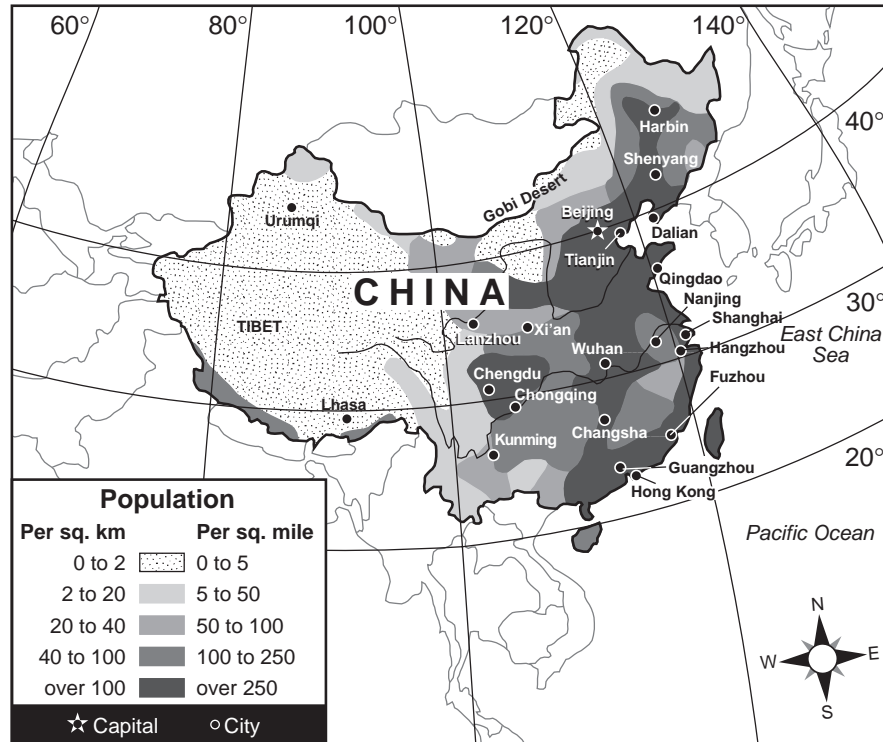 60°
80°
100°
120°
140°
40°
30°
20°
Harbin
Shenyang
Gobi Desert
Beijing
Dalian
Tianjin
Urumqi
CHINA
Qingdao
Nanjing
Shanghai
TIBET
Lanzhou
Xi’an
East China
Sea
Wuhan
Hangzhou
Chengdu
Fuzhou
Chongqing
Lhasa
Changsha
Kunming
Guangzhou
Hong Kong
Pacific Ocean
Population
Per sq. km Per sq. mile
0 to 2 0 to 5
2 to 20 5 to 50
20 to 40 50 to 100
40 to 100 100 to 250
over 100 over 250
Capital City
N
W E
S